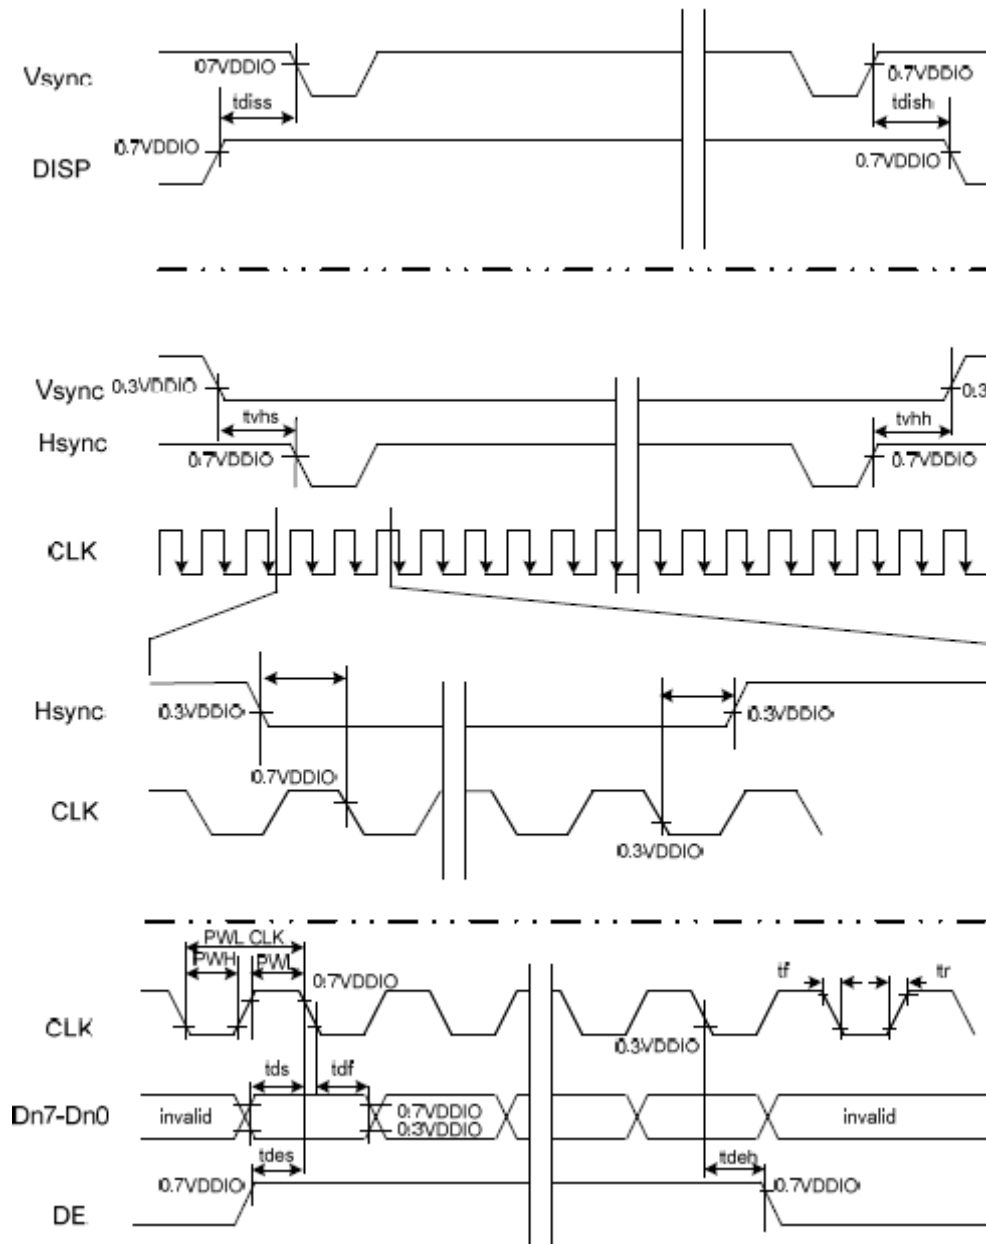 Vsync
07VDDIO
0.7VDDIO
tdiss
tdish
0.7VDDIO
0.7VDDIO
DISP
Vsync
0.3VDDIO
0.3
tvhs
tvhh
Hsync
0.7VDDIO
0.7VDDIO
CLK
Hsync
0.3VDDIO
0.3VDDIO
0.7VDDIO
CLK
0.3VDDIO
PWL CLK
PWH
PWL
0.7VDDIO
tf
tr
CLK
0.3VDDIO
tds
tdf
Dn7-Dn0
invalid
0.7VDDIO
0.3VDDIO
invalid
tdes
tdeh
0.7VDDIO
0.7VDDIO
DE